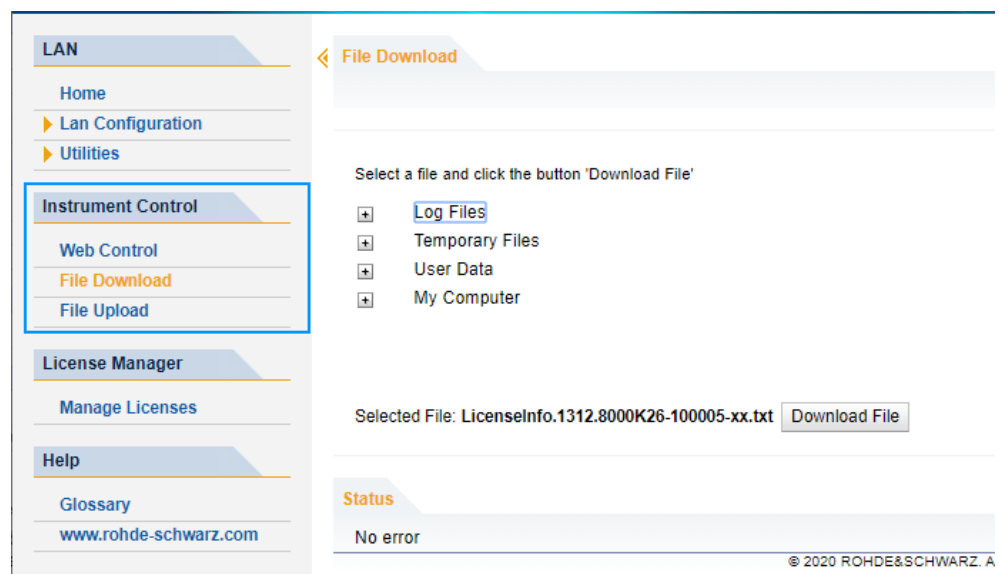 LAN
Home
Lan Configuration
Utilities
Instrument Control
Web Control
File Download
File Upload
License Manager
Manage Licenses
Help
Glossary
www.rohde-schwarz.com
File Download
Select a file and click the button 'Download File'
Log Files
Temporary Files
User Data
My Computer
Selected File: LicenseInfo.1312.8000K26-100005-xx.txt Download File
Status
No error
© 2020 ROHDE&SCHWARZ. A